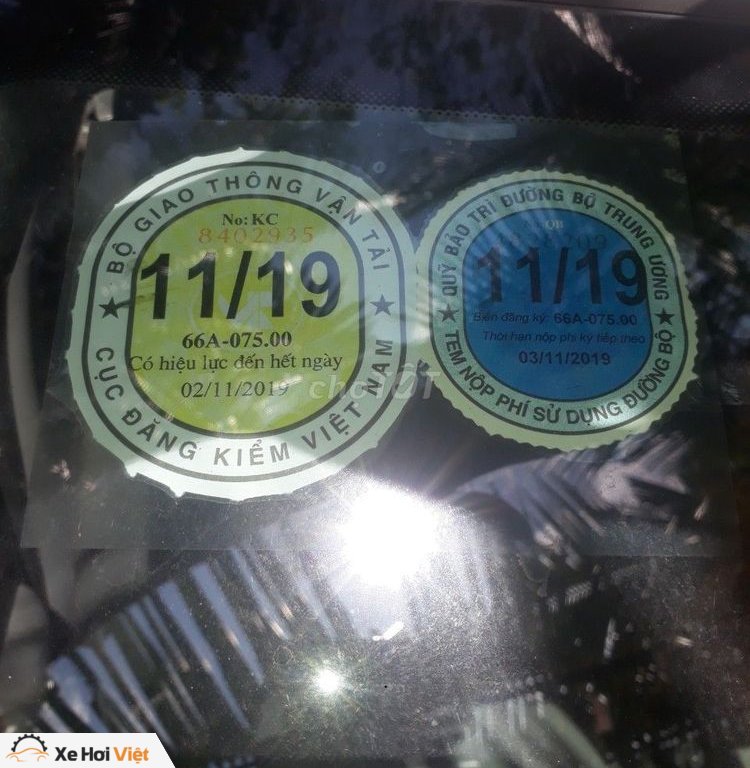 BỘ GIAO THÔNG VẬN TẢI
No: KC
8402935
11/19
66A-075.00
Có hiệu lực đến hết ngày
02/11/2019
CỤC ĐĂNG KIỂM VIỆT NAM
QUỸ BẢO TRÌ ĐƯỜNG BỘ TRUNG ƯƠNG
11/19
Biển đăng ký: 66A-075.00
Thời hạn nộp phí kỳ tiếp theo
03/11/2019
TEM NỘP PHÍ SỬ DỤNG ĐƯỜNG BỘ
chợTỐT
Xe Hơi Việt